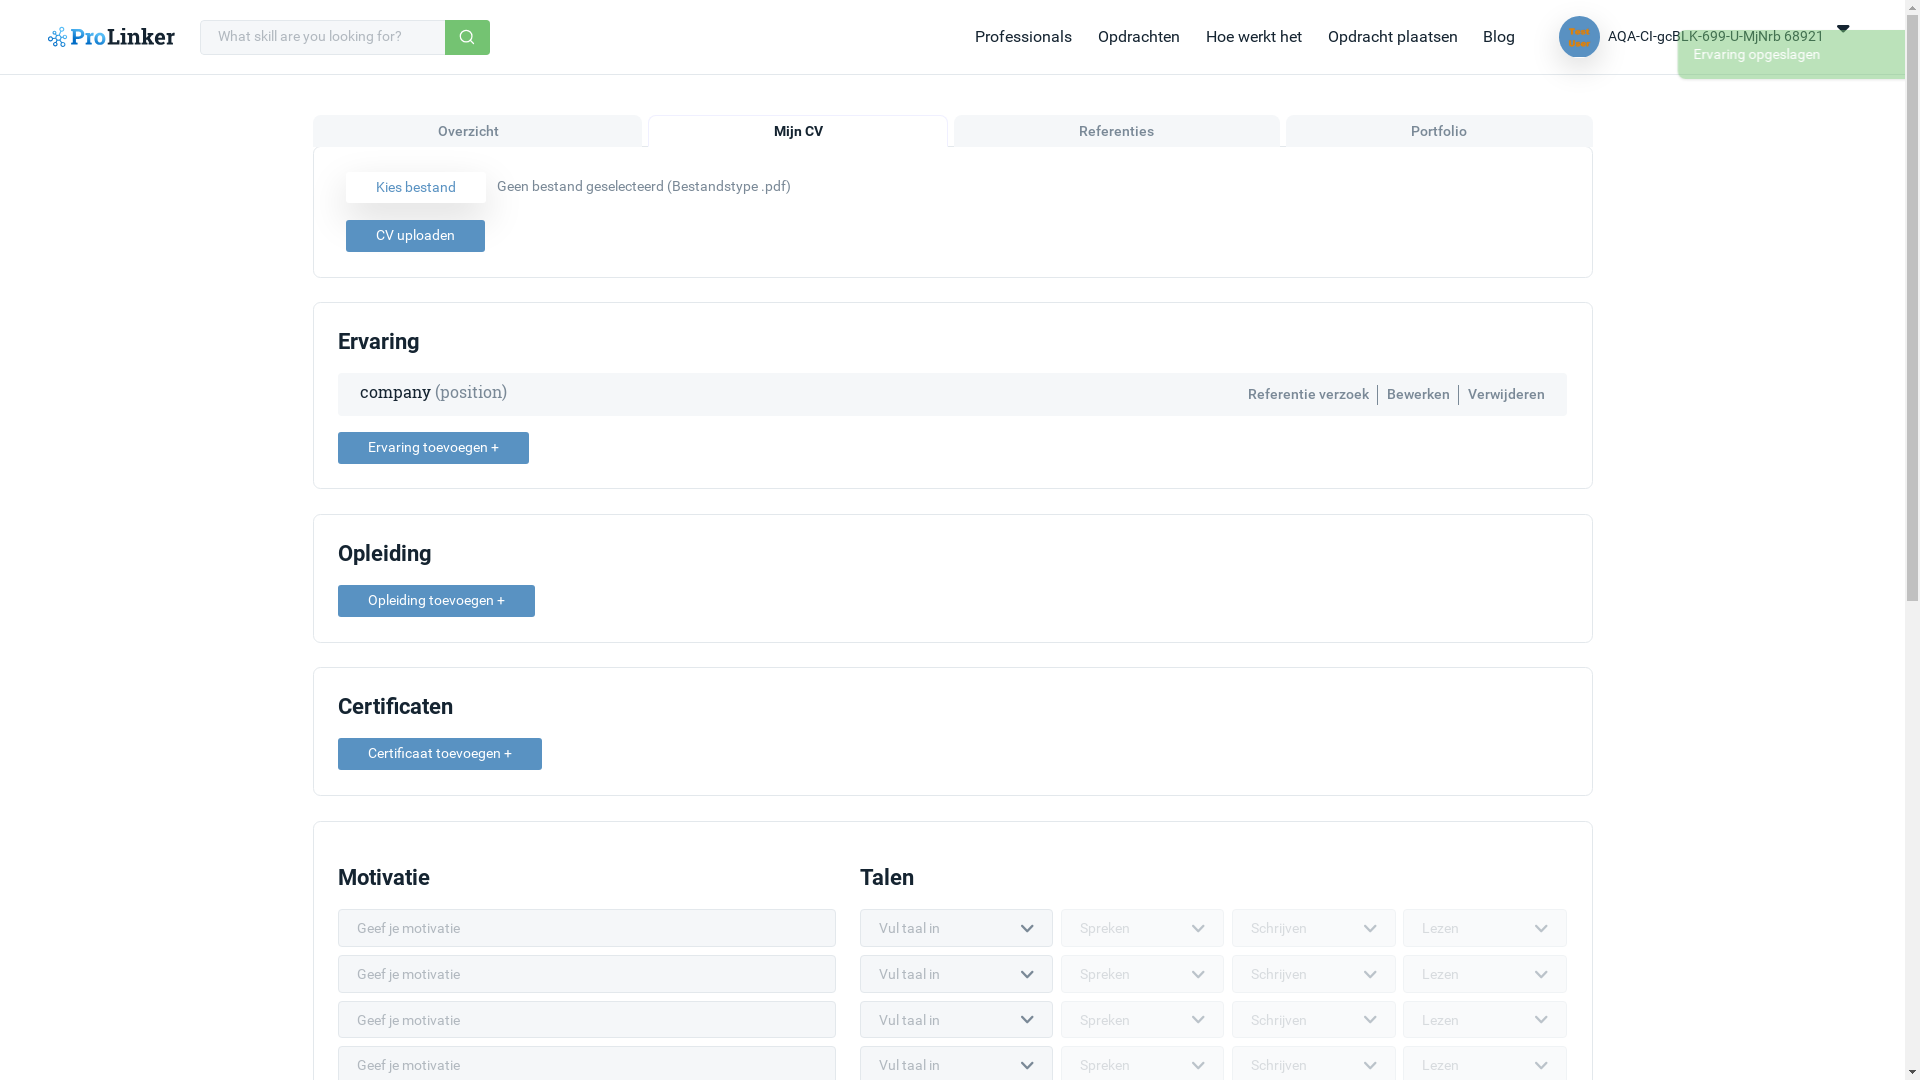 ProLinker
What skill are you looking for?
Professionals
Opdrachten
Hoe werkt het
Opdracht plaatsen
Blog
Test
User
AQA-CI-gcBLK-699-U-MjNrb 68921
Ervaring opgeslagen
Overzicht
Mijn CV
Referenties
Portfolio
Kies bestand
Geen bestand geselecteerd (Bestandstype .pdf)
CV uploaden
Ervaring
company (position)
Referentie verzoek
Bewerken
Verwijderen
Ervaring toevoegen +
Opleiding
Opleiding toevoegen +
Certificaten
Certificaat toevoegen +
Motivatie
Talen
Geef je motivatie
Vul taal in
Spreken
Schrijven
Lezen
Geef je motivatie
Vul taal in
Spreken
Schrijven
Lezen
Geef je motivatie
Vul taal in
Spreken
Schrijven
Lezen
Geef je motivatie
Vul taal in
Spreken
Schrijven
Lezen